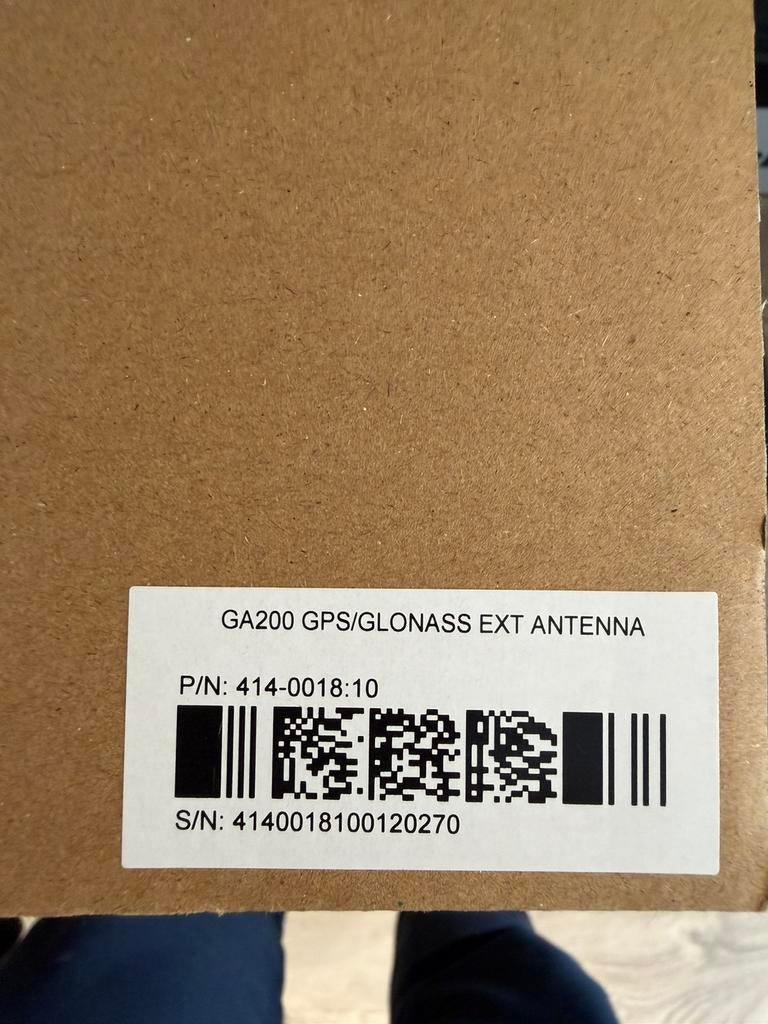 GA200 GPS/GLONASS EXT ANTENNA
P/N: 414-0018:10
S/N: 4140018100120270